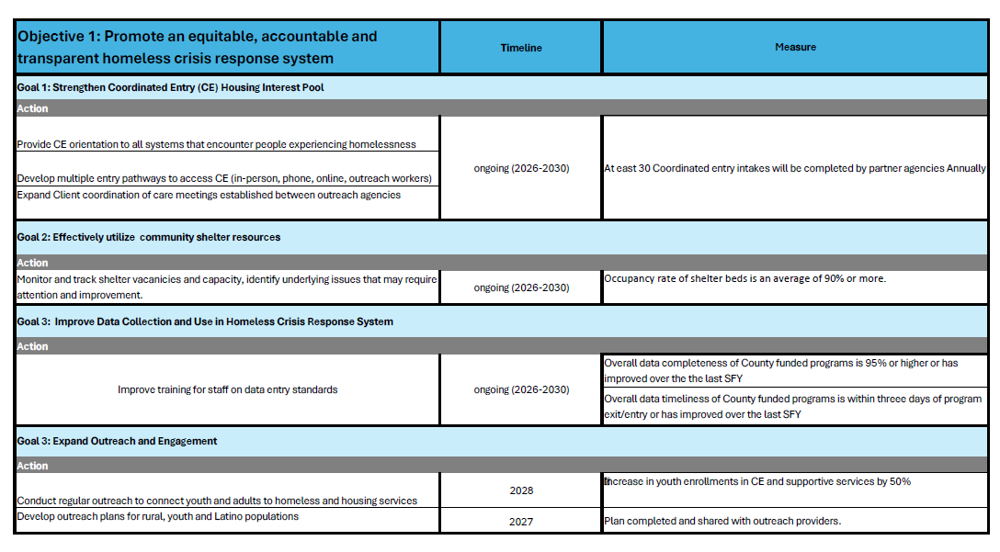 Objective 1: Promote an equitable, accountable and
transparent homeless crisis response system
Timeline
Measure
Goal 1: Strengthen Coordinated Entry (CE) Housing Interest Pool
Action
Provide CE orientation to all systems that encounter people experiencing homelessness
Develop multiple entry pathways to access CE (in-person, phone, online, outreach workers)
Expand Client coordination of care meetings established between outreach agencies
ongoing (2026-2030)
At east 30 Coordinated entry intakes will be completed by partner agencies Annually
Goal 2: Effectively utilize community shelter resources
Action
Monitor and track shelter vacanicies and capacity, identify underlying issues that may require
attention and improvement.
ongoing (2026-2030)
Occupancy rate of shelter beds is an average of 90% or more.
Goal 3: Improve Data Collection and Use in Homeless Crisis Response System
Action
Improve training for staff on data entry standards
ongoing (2026-2030)
Overall data completeness of County funded programs is 95% or higher or has
improved over the the last SFY
Overall data timeliness of County funded programs is within threee days of program
exit/entry or has improved over the last SFY
Goal 3: Expand Outreach and Engagement
Action
Conduct regular outreach to connect youth and adults to homeless and housing services
2028
Increase in youth enrollments in CE and supportive services by 50%
Develop outreach plans for rural, youth and Latino populations
2027
Plan completed and shared with outreach providers.